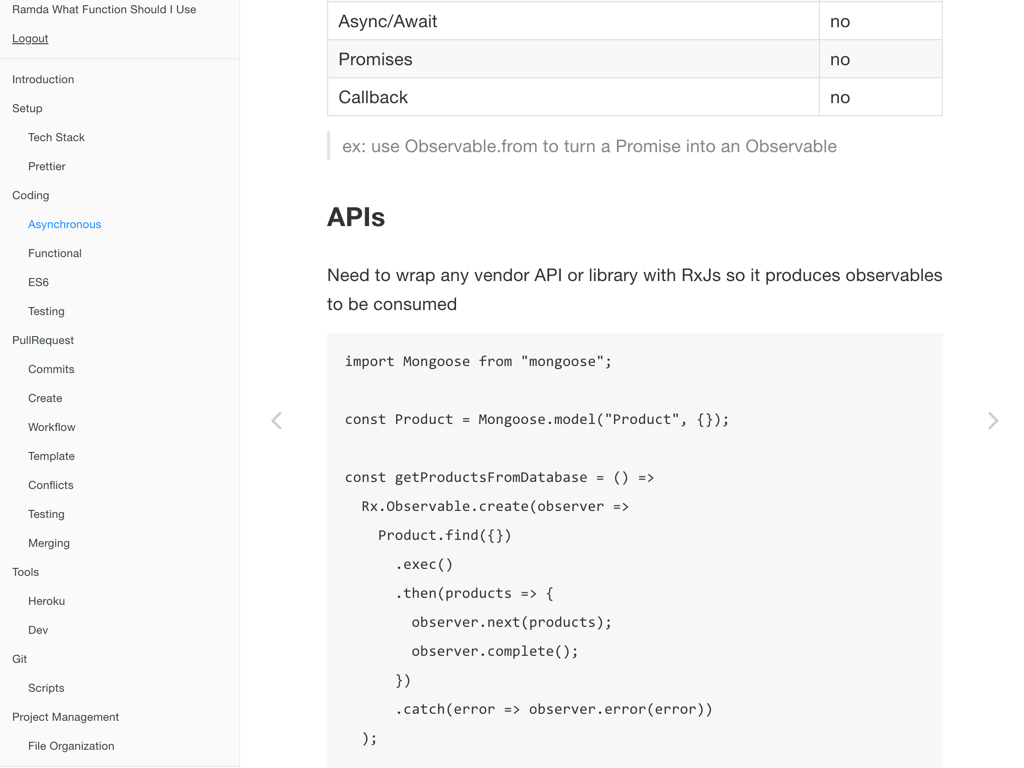 Ramda What Function Should I Use
Logout
Introduction
Setup
Tech Stack
Prettier
Coding
Asynchronous
Functional
ES6
Testing
PullRequest
Commits
Create
Workflow
Template
Conflicts
Testing
Merging
Tools
Heroku
Dev
Git
Scripts
Project Management
File Organization
Async/Await no
Promises no
Callback no
ex: use Observable.from to turn a Promise into an Observable
APIs
Need to wrap any vendor API or library with RxJs so it produces observables
to be consumed
import Mongoose from "mongoose";
const Product = Mongoose.model("Product", {});
const getProductsFromDatabase = () =>
  Rx.Observable.create(observer =>
    Product.find({})
      .exec()
      .then(products => {
        observer.next(products);
        observer.complete();
      })
      .catch(error => observer.error(error))
  );